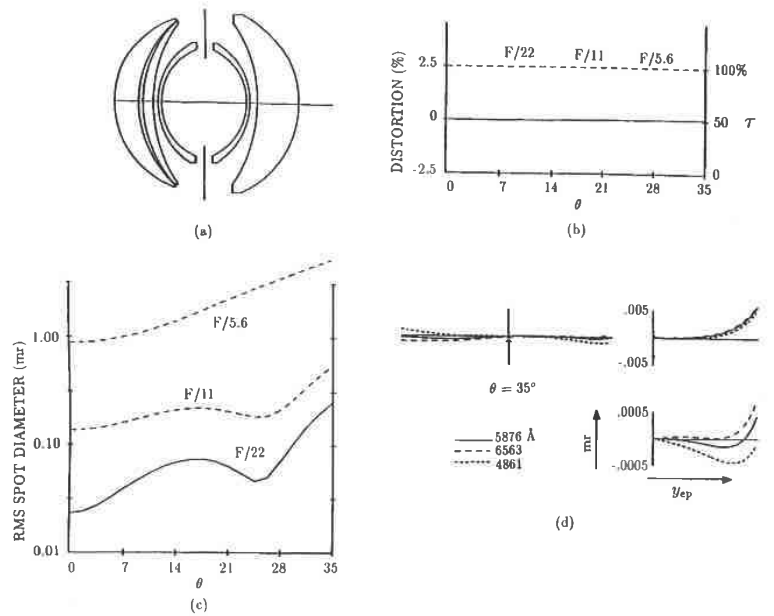 (a)
DISTORTION (%)
2.5
0
-2.5
F/22 F/11 F/5.6
100%
50 τ
0
0 7 14 21 28 35
θ
(b)
RMS SPOT DIAMETER (mr)
1.00
0.10
0.01
F/5.6
F/11
F/22
0 7 14 21 28 35
θ
(c)
θ = 35°
.005
-.005
5876 Å
6563
4861
mr
.0005
-.0005
y_ep
(d)